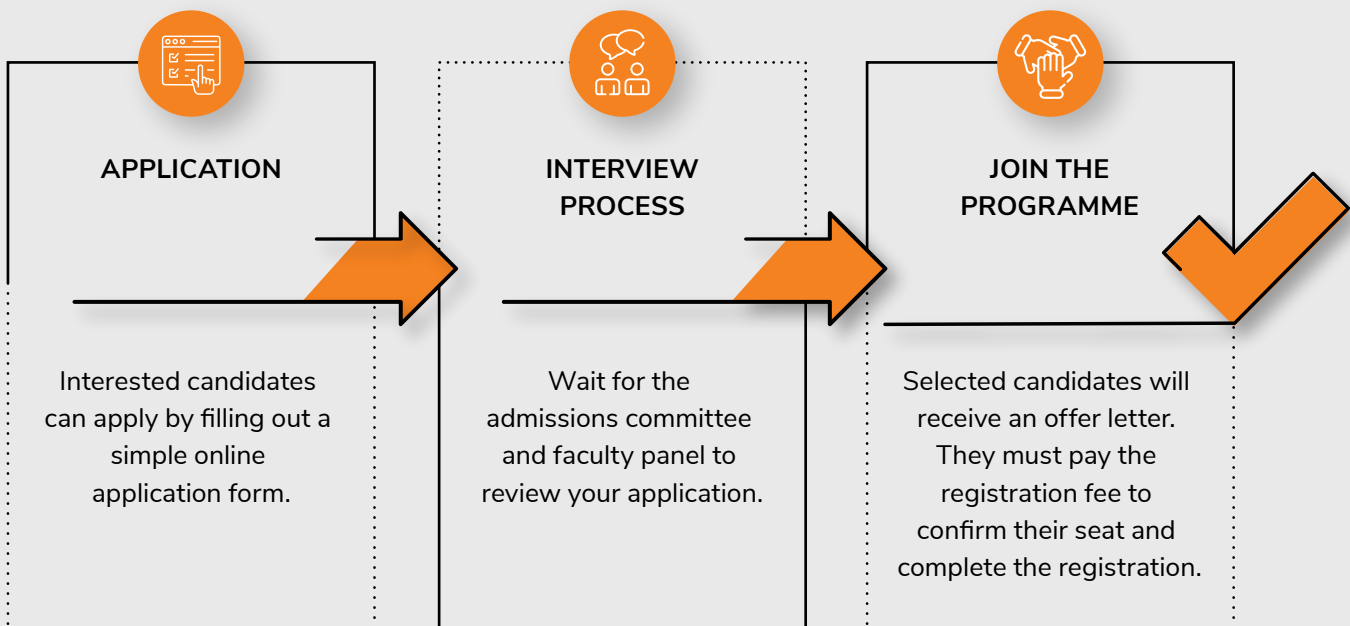 APPLICATION
Interested candidates
can apply by filling out a
simple online
application form.
INTERVIEW
PROCESS
Wait for the
admissions committee
and faculty panel to
review your application.
JOIN THE
PROGRAMME
Selected candidates will
receive an offer letter.
They must pay the
registration fee to
confirm their seat and
complete the registration.